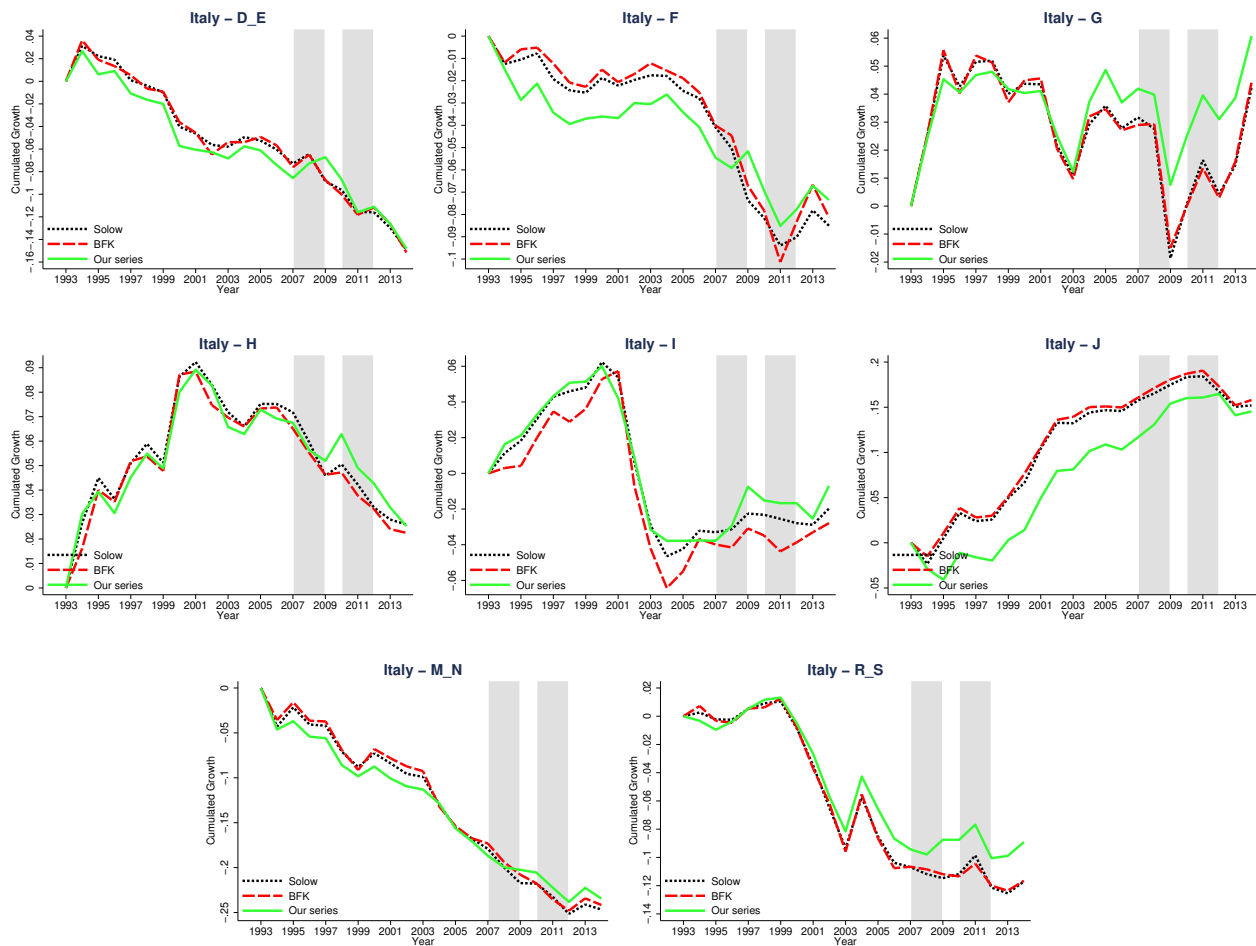 Italy − D_E
Cumulated Growth
−.16 −.14 −.12 −.1 −.08 −.06 −.04 −.02 0 .02 .04
Solow
BFK
Our series
1993 1995 1997 1999 2001 2003 2005 2007 2009 2011 2013
Year
Italy − F
Cumulated Growth
−.1 −.09 −.08 −.07 −.06 −.05 −.04 −.03 −.02 −.01 0
Solow
BFK
Our series
1993 1995 1997 1999 2001 2003 2005 2007 2009 2011 2013
Year
Italy − G
Cumulated Growth
−.02 −.01 0 .01 .02 .03 .04 .05 .06
Solow
BFK
Our series
1993 1995 1997 1999 2001 2003 2005 2007 2009 2011 2013
Year
Italy − H
Cumulated Growth
0 .01 .02 .03 .04 .05 .06 .07 .08 .09
Solow
BFK
Our series
1993 1995 1997 1999 2001 2003 2005 2007 2009 2011 2013
Year
Italy − I
Cumulated Growth
−.06 −.04 −.02 0 .02 .04 .06
Solow
BFK
Our series
1993 1995 1997 1999 2001 2003 2005 2007 2009 2011 2013
Year
Italy − J
Cumulated Growth
−.05 0 .05 .1 .15 .2
Solow
BFK
Our series
1993 1995 1997 1999 2001 2003 2005 2007 2009 2011 2013
Year
Italy − M_N
Cumulated Growth
−.25 −.2 −.15 −.1 −.05 0
Solow
BFK
Our series
1993 1995 1997 1999 2001 2003 2005 2007 2009 2011 2013
Year
Italy − R_S
Cumulated Growth
−.14 −.12 −.1 −.08 −.06 −.04 −.02 0 .02
Solow
BFK
Our series
1993 1995 1997 1999 2001 2003 2005 2007 2009 2011 2013
Year